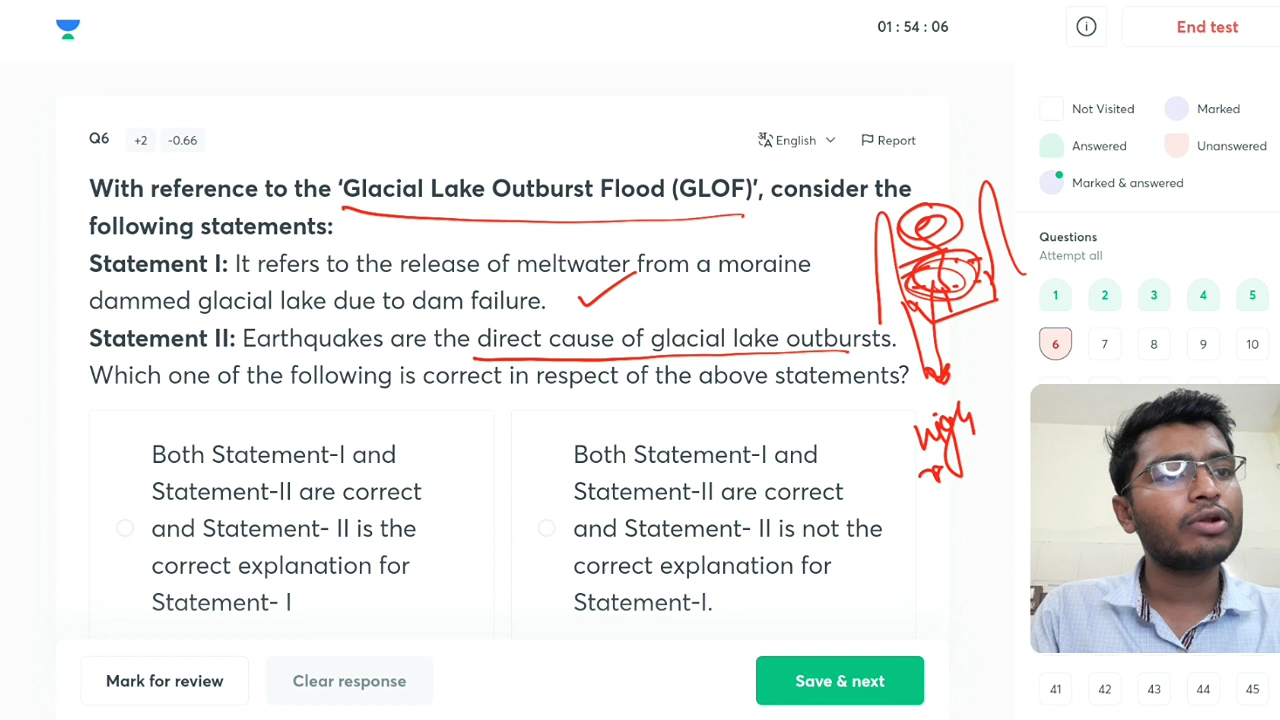 01 : 54 : 06
End test
Q6
+2
-0.66
English
Report
With reference to the ‘Glacial Lake Outburst Flood (GLOF)’, consider the
following statements:
Statement I: It refers to the release of meltwater from a moraine
dammed glacial lake due to dam failure.
Statement II: Earthquakes are the direct cause of glacial lake outbursts.
Which one of the following is correct in respect of the above statements?
Both Statement-I and
Statement-II are correct
and Statement- II is the
correct explanation for
Statement- I
Both Statement-I and
Statement-II are correct
and Statement- II is not the
correct explanation for
Statement-I.
high
Mark for review
Clear response
Save & next
Not Visited
Marked
Answered
Unanswered
Marked & answered
Questions
Attempt all
1 2 3 4 5
6 7 8 9 10
41 42 43 44 45